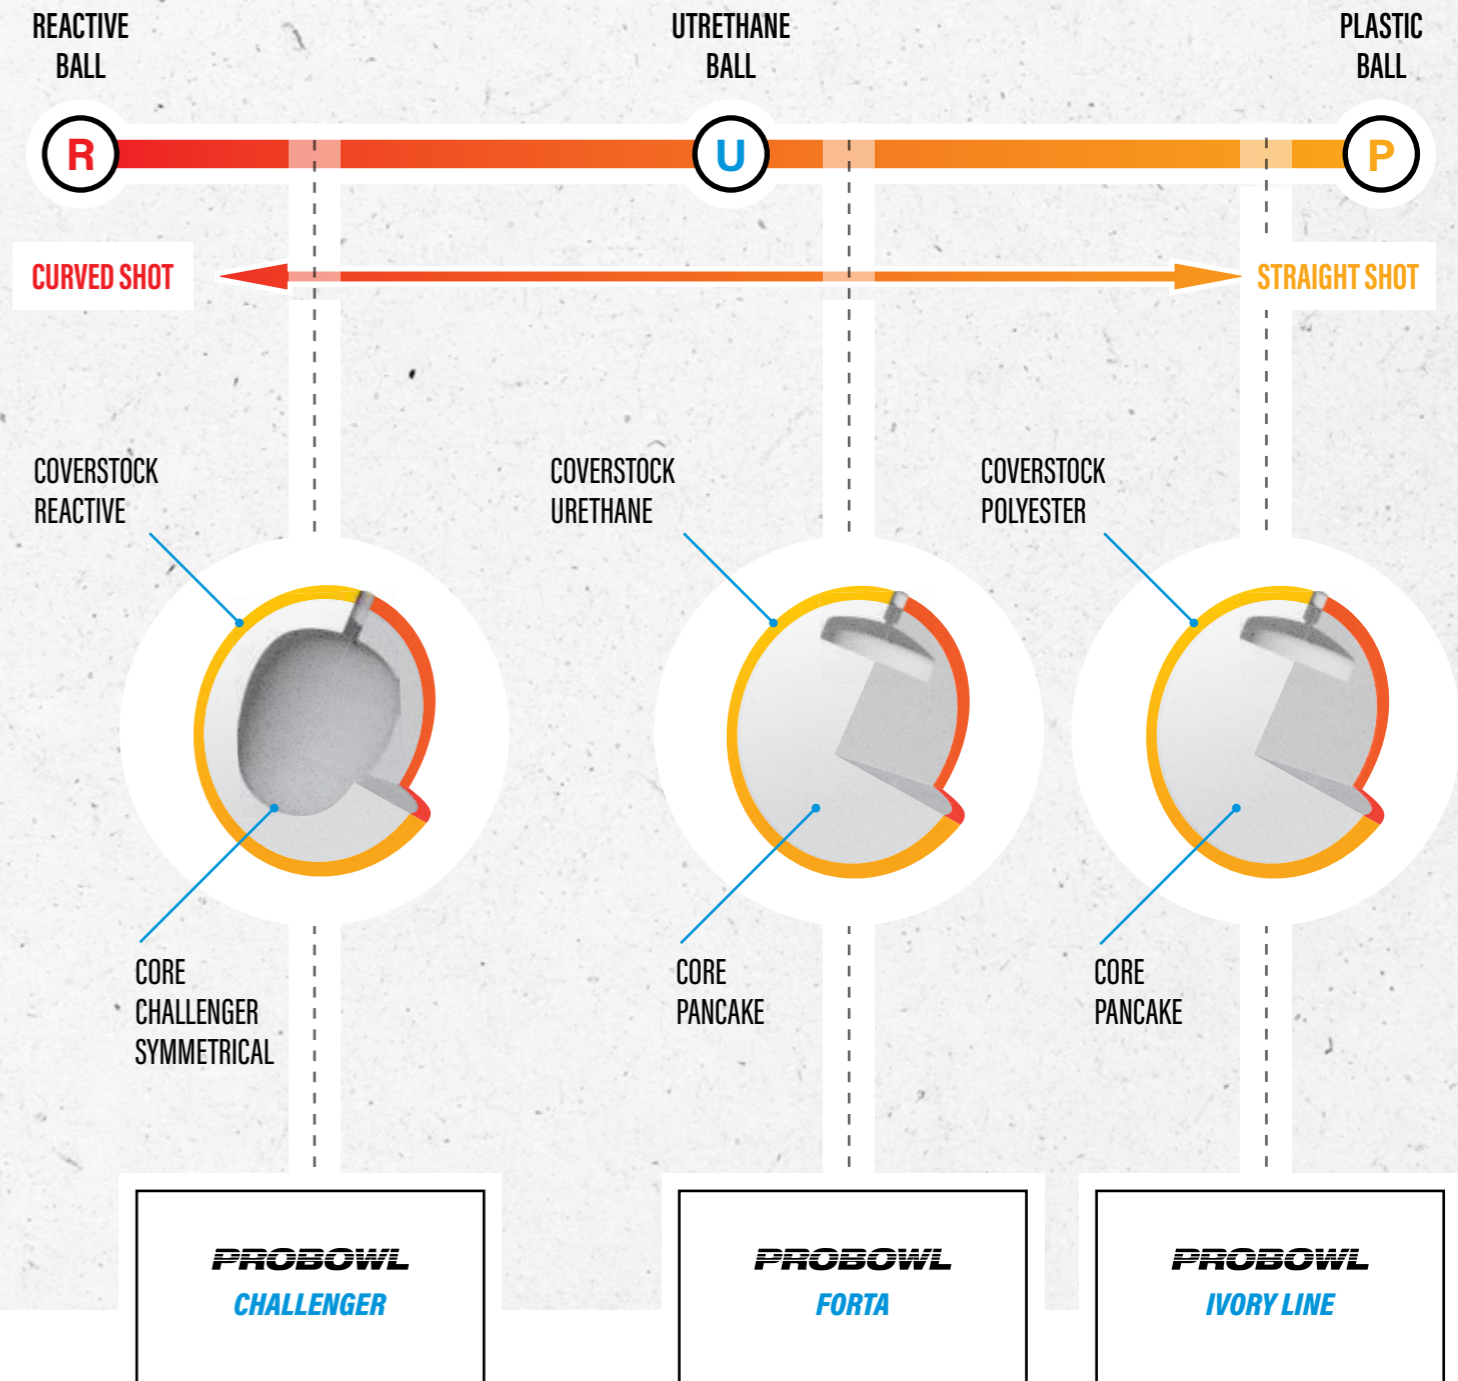 REACTIVE
BALL
UTRETHANE
BALL
PLASTIC
BALL
R
U
P
CURVED SHOT
STRAIGHT SHOT
COVERSTOCK
REACTIVE
COVERSTOCK
URETHANE
COVERSTOCK
POLYESTER
CORE
CHALLENGER
SYMMETRICAL
CORE
PANCAKE
CORE
PANCAKE
PROBOWL
CHALLENGER
PROBOWL
FORTA
PROBOWL
IVORY LINE